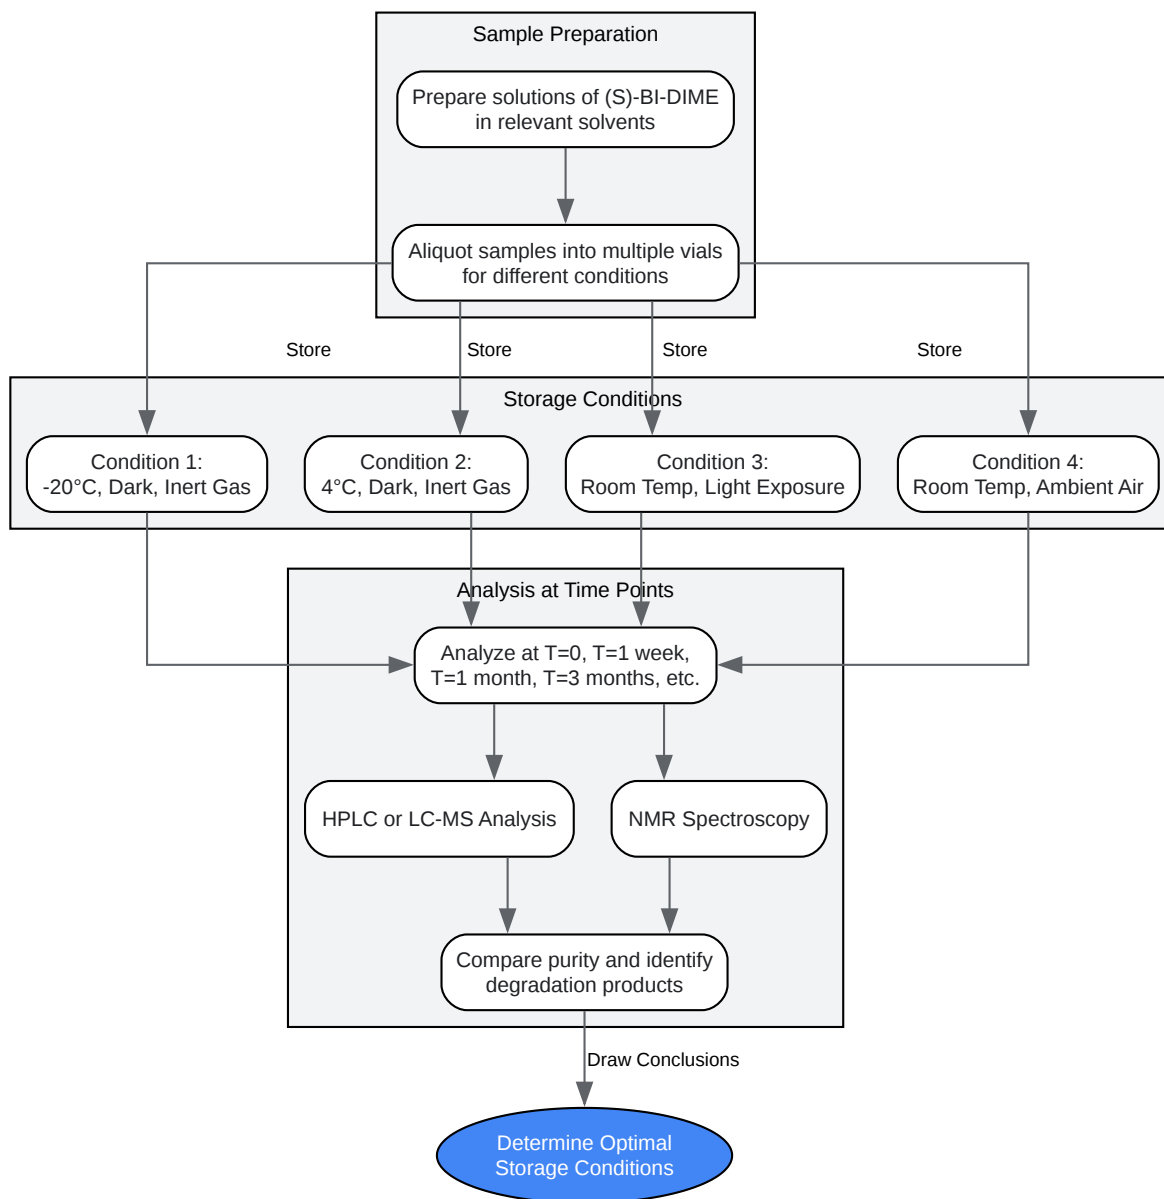 Sample Preparation
Prepare solutions of (S)-BI-DIME
in relevant solvents
Aliquot samples into multiple vials
for different conditions
Store
Store
Store
Store
Storage Conditions
Condition 1:
-20°C, Dark, Inert Gas
Condition 2:
4°C, Dark, Inert Gas
Condition 3:
Room Temp, Light Exposure
Condition 4:
Room Temp, Ambient Air
Analysis at Time Points
Analyze at T=0, T=1 week,
T=1 month, T=3 months, etc.
HPLC or LC-MS Analysis
NMR Spectroscopy
Compare purity and identify
degradation products
Draw Conclusions
Determine Optimal
Storage Conditions